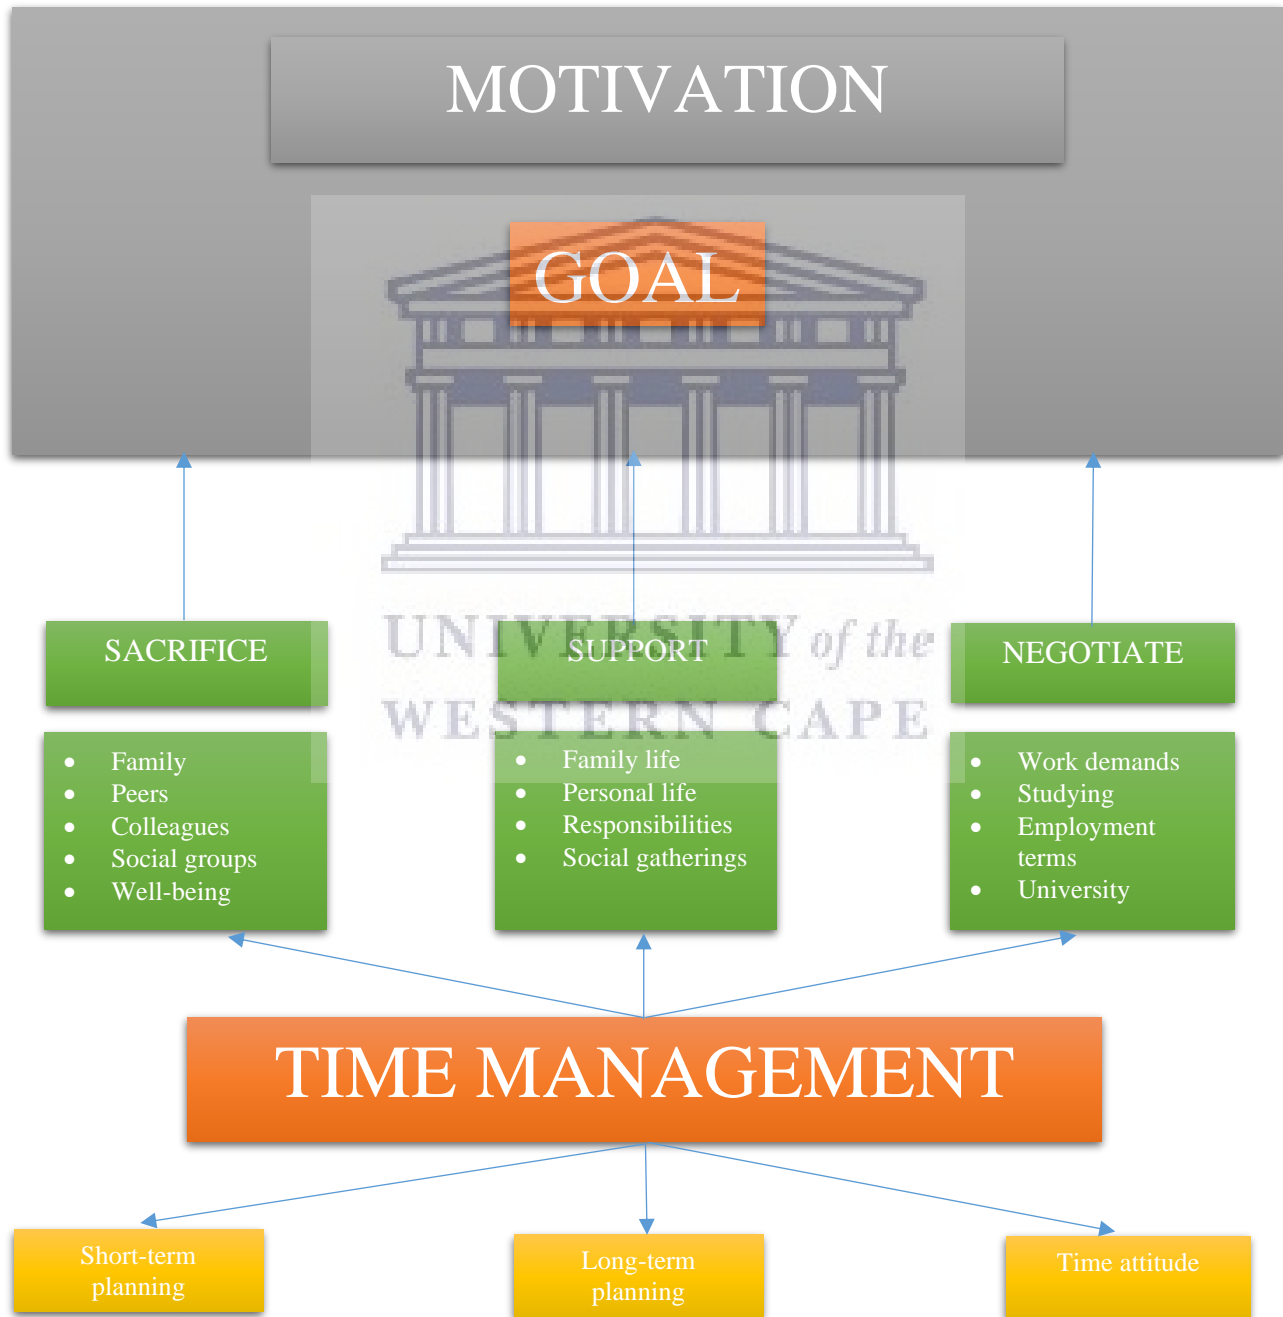 MOTIVATION
GOAL
UNIVERSITY of the
WESTERN CAPE
SACRIFICE
SUPPORT
NEGOTIATE
• Family
• Peers
• Colleagues
• Social groups
• Well-being
• Family life
• Personal life
• Responsibilities
• Social gatherings
• Work demands
• Studying
• Employment
terms
• University
TIME MANAGEMENT
Short-term
planning
Long-term
planning
Time attitude